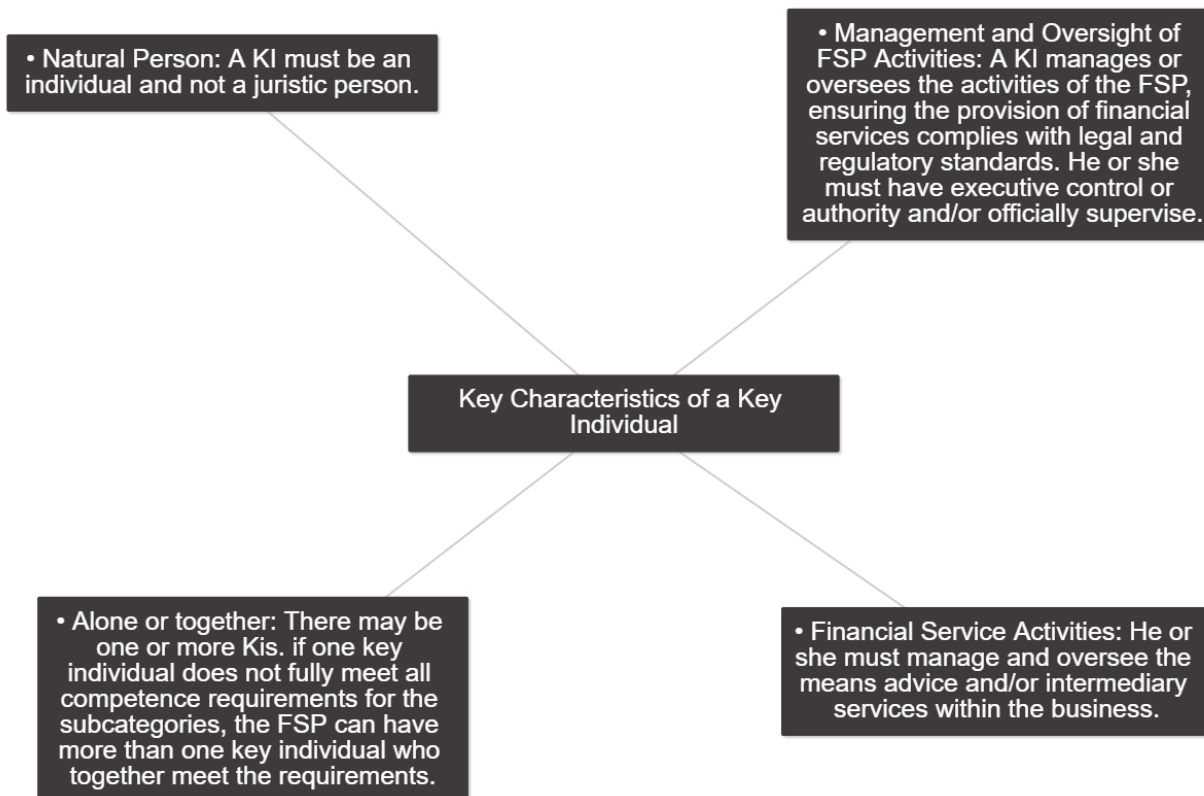 • Natural Person: A KI must be an
individual and not a juristic person.
• Management and Oversight of
FSP Activities: A KI manages or
oversees the activities of the FSP,
ensuring the provision of financial
services complies with legal and
regulatory standards. He or she
must have executive control or
authority and/or officially supervise.
Key Characteristics of a Key
Individual
• Alone or together: There may be
one or more Kis. if one key
individual does not fully meet all
competence requirements for the
subcategories, the FSP can have
more than one key individual who
together meet the requirements.
• Financial Service Activities: He or
she must manage and oversee the
means advice and/or intermediary
services within the business.